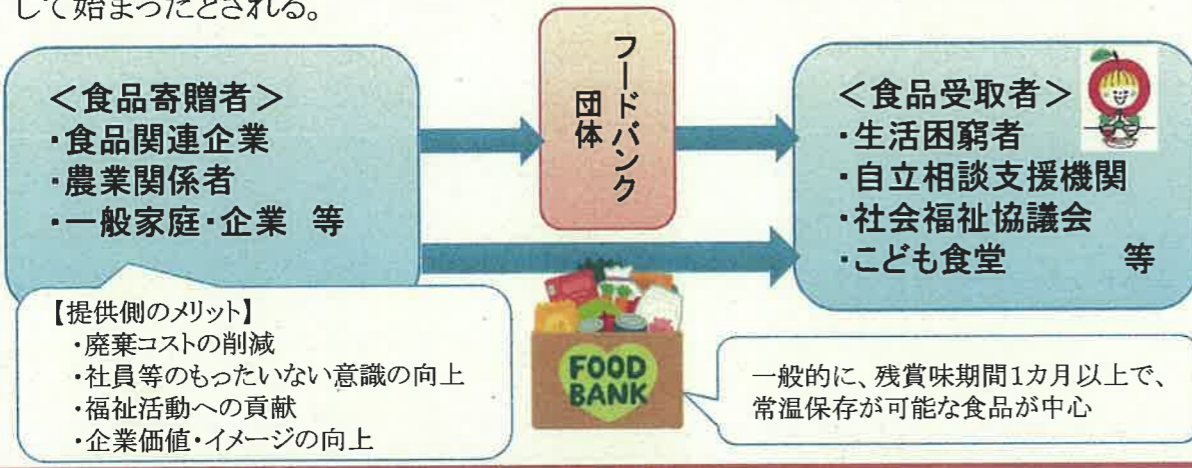 して始まったとされる。
＜食品寄贈者＞
・食品関連企業
・農業関係者
・一般家庭・企業　等
フードバンク
団体
＜食品受取者＞
・生活困窮者
・自立相談支援機関
・社会福祉協議会
・こども食堂　　　等
【提供側のメリット】
・廃棄コストの削減
・社員等のもったいない意識の向上
・福祉活動への貢献
・企業価値・イメージの向上
FOOD
BANK
一般的に、残賞味期間1カ月以上で、
常温保存が可能な食品が中心